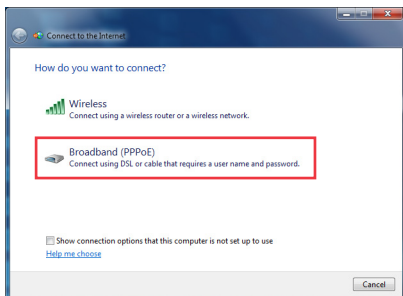 Connect to the Internet
How do you want to connect?
Wireless
Connect using a wireless router or a wireless network.
Broadband (PPPoE)
Connect using DSL or cable that requires a user name and password.
Show connection options that this computer is not set up to use
Help me choose
Cancel